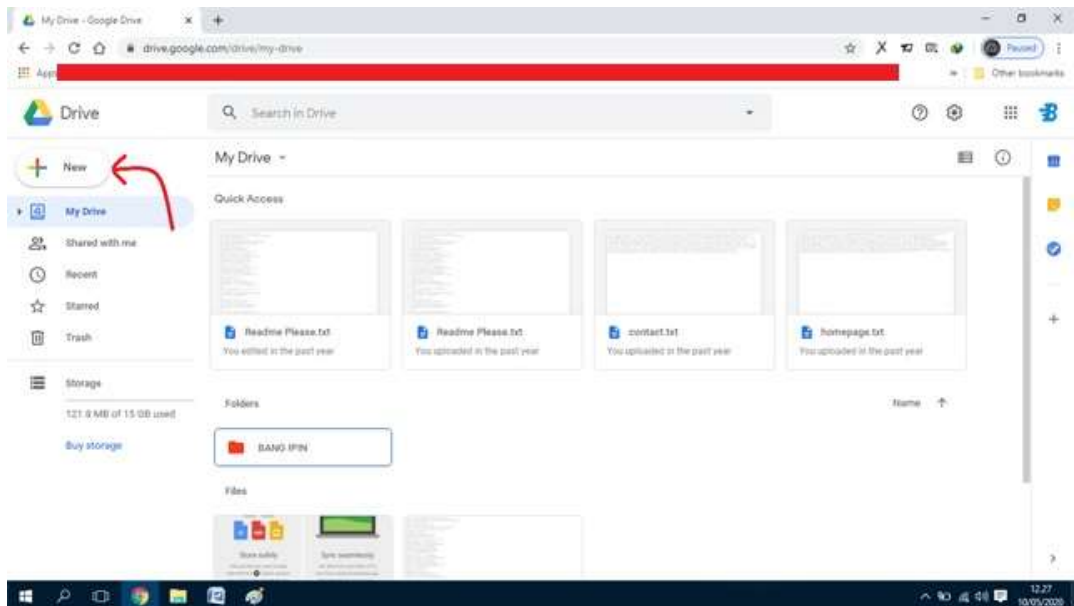 My Drive - Google Drive
drive.google.com/drive/my-drive
Paused
Apps
Other bookmarks
Drive
Search in Drive
New
My Drive
My Drive
Shared with me
Recent
Starred
Trash
Storage
121.8 MB of 15 GB used
Buy storage
Quick Access
Readme Please.txt
You edited in the past year
Readme Please.txt
You uploaded in the past year
contact.txt
You uploaded in the past year
homepage.txt
You uploaded in the past year
Folders
Name
BANG IPIN
Files
Store safely
Sync seamlessly
12.27
10/05/2020